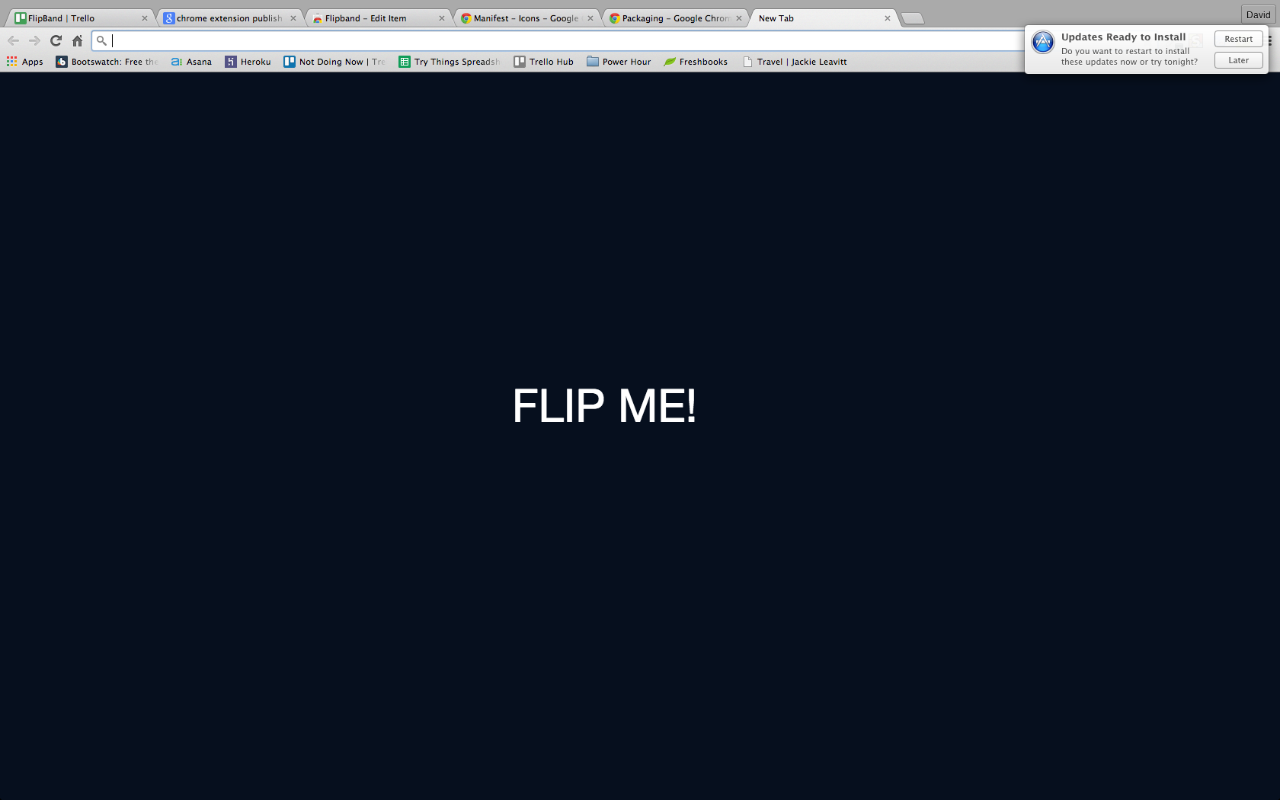 FlipBand | Trello
chrome extension publish
Flipband – Edit Item
Manifest – Icons – Google
Packaging – Google Chrom
New Tab
David
Apps
Bootswatch: Free the
Asana
Heroku
Not Doing Now | Tre
Try Things Spreadsh
Trello Hub
Power Hour
Freshbooks
Travel | Jackie Leavitt
Updates Ready to Install
Do you want to restart to install
these updates now or try tonight?
Restart
Later
FLIP ME!